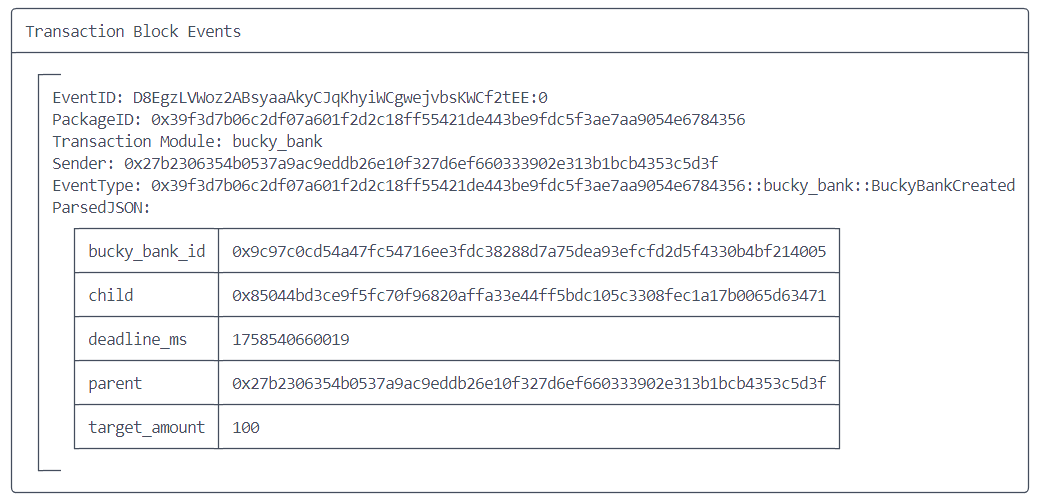 Transaction Block Events
EventID: D8EgzLVWoz2ABsyaaAkyCJqKhyiWCgwejvbsKWCf2tEE:0
PackageID: 0x39f3d7b06c2df07a601f2d2c18ff55421de443be9fdc5f3ae7aa9054e6784356
Transaction Module: bucky_bank
Sender: 0x27b2306354b0537a9ac9eddb26e10f327d6ef660333902e313b1bcb4353c5d3f
EventType: 0x39f3d7b06c2df07a601f2d2c18ff55421de443be9fdc5f3ae7aa9054e6784356::bucky_bank::BuckyBankCreated
ParsedJSON:
bucky_bank_id 0x9c97c0cd54a47fc54716ee3fdc38288d7a75dea93efcfd2d5f4330b4bf214005
child 0x85044bd3ce9f5fc70f96820affa33e44ff5bdc105c3308fec1a17b0065d63471
deadline_ms 1758540660019
parent 0x27b2306354b0537a9ac9eddb26e10f327d6ef660333902e313b1bcb4353c5d3f
target_amount 100